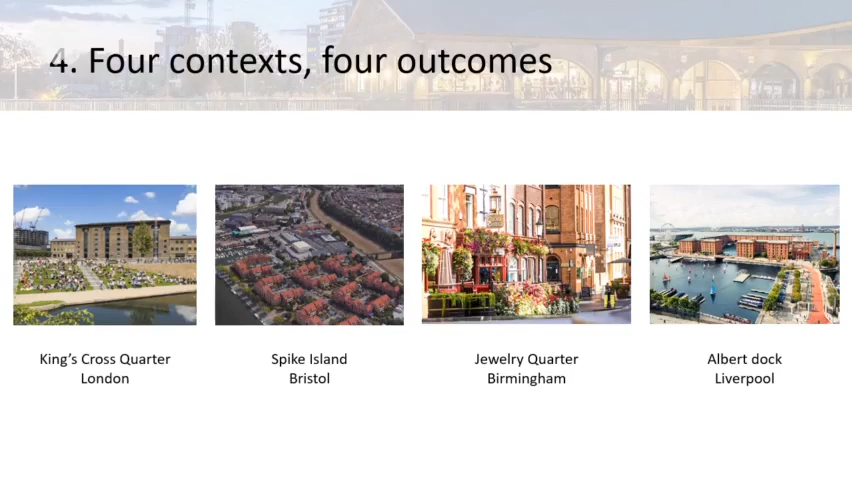 4. Four contexts, four outcomes
King's Cross Quarter
London
Spike Island
Bristol
Jewelry Quarter
Birmingham
Albert dock
Liverpool